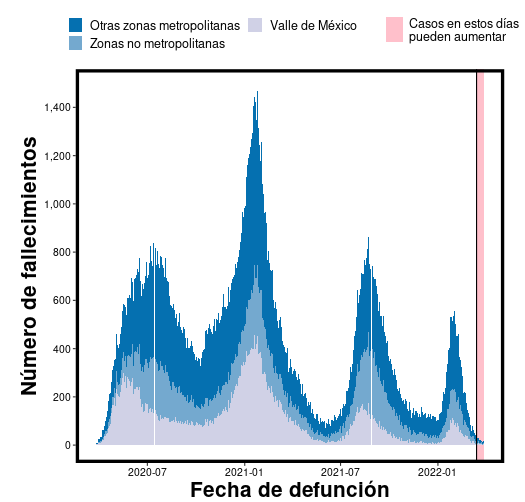 Otras zonas metropolitanas
Zonas no metropolitanas
Valle de México
Casos en estos días
pueden aumentar
Número de fallecimientos
1,400
1,200
1,000
800
600
400
200
0
2020-07
2021-01
2021-07
2022-01
Fecha de defunción